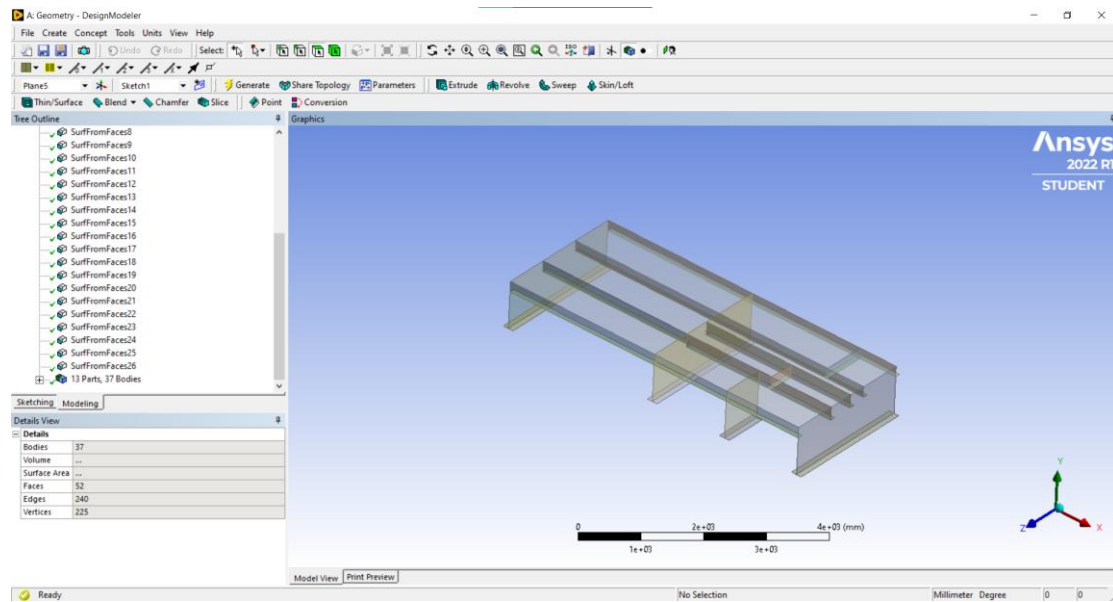 A: Geometry - DesignModeler
File Create Concept Tools Units View Help
Undo Redo Select:
Plane5 Sketch1 Generate Share Topology Parameters Extrude Revolve Sweep Skin/Loft
Thin/Surface Blend Chamfer Slice Point Conversion
Tree Outline
SurfFromFaces8
SurfFromFaces9
SurfFromFaces10
SurfFromFaces11
SurfFromFaces12
SurfFromFaces13
SurfFromFaces14
SurfFromFaces15
SurfFromFaces16
SurfFromFaces17
SurfFromFaces18
SurfFromFaces19
SurfFromFaces20
SurfFromFaces21
SurfFromFaces22
SurfFromFaces23
SurfFromFaces24
SurfFromFaces25
SurfFromFaces26
13 Parts, 37 Bodies
Sketching Modeling
Details View
Details
Bodies 37
Volume ...
Surface Area ...
Faces 52
Edges 240
Vertices 225
Graphics
Ansys
2022 R1
STUDENT
0 2e+03 4e+03 (mm)
1e+03 3e+03
Y
Z X
Model View Print Preview
Ready No Selection Millimeter Degree 0 0